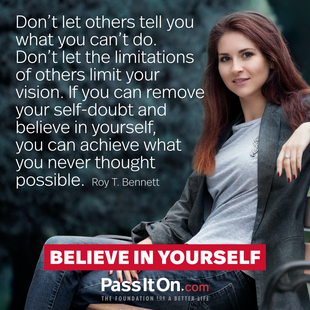 Don't let others tell you
what you can't do.
Don't let the limitations
of others limit your
vision. If you can remove
your self-doubt and
believe in yourself,
you can achieve what
you never thought
possible. Roy T. Bennett
BELIEVE IN YOURSELF
PassItOn.com
THE FOUNDATION for A BETTER LIFE